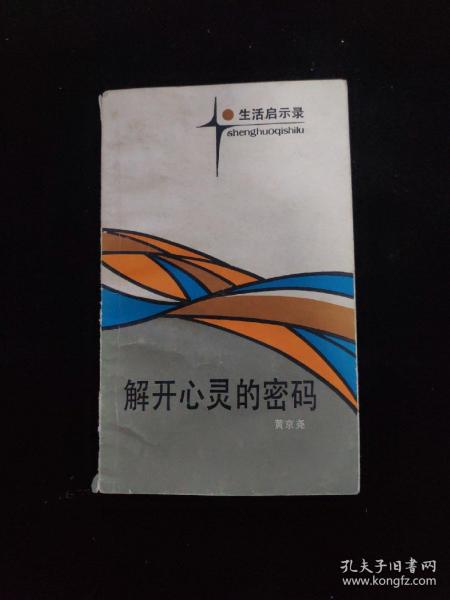 生活启示录
shenghuoqishilu
解开心灵的密码
黄京尧
孔夫子旧书网
www.kongfz.com